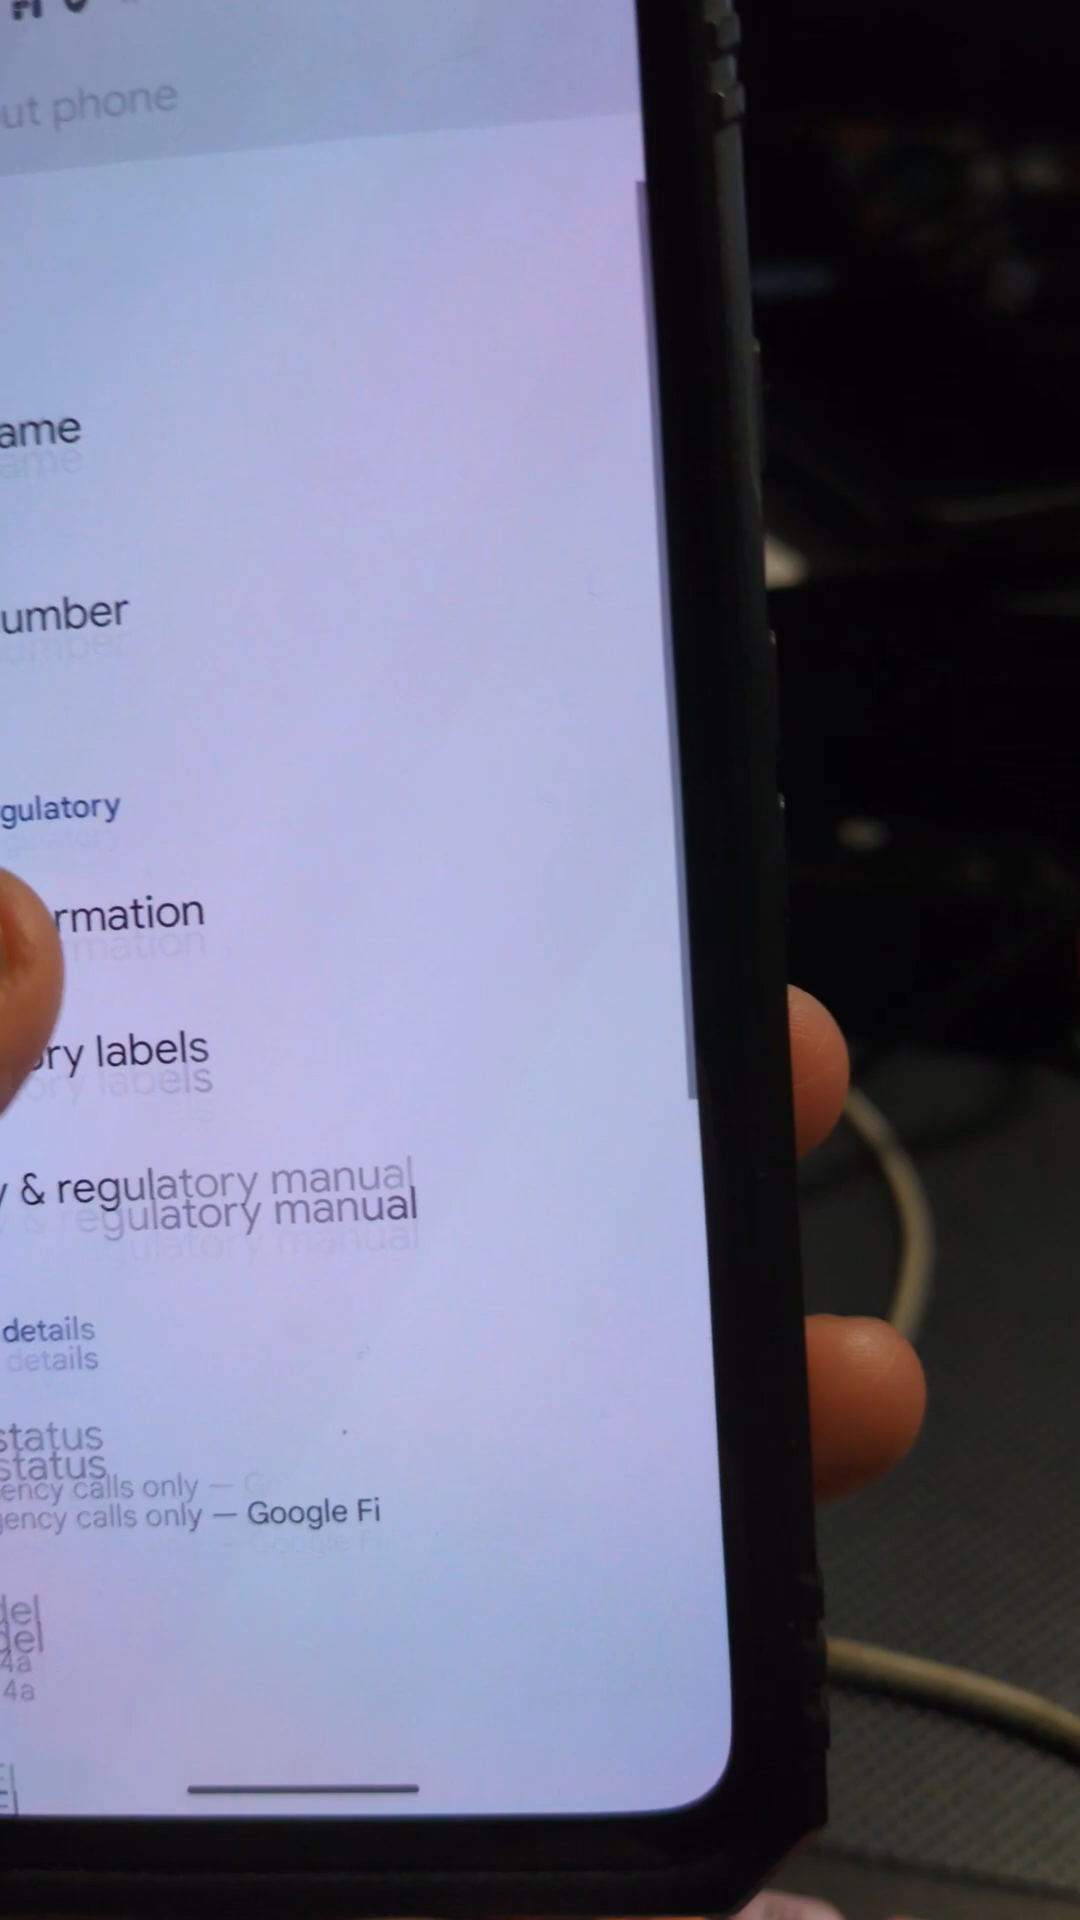 ut phone
ame
umber
gulatory
rmation
ry labels
& regulatory manual
details
status
ency calls only — Google Fi
del
4a